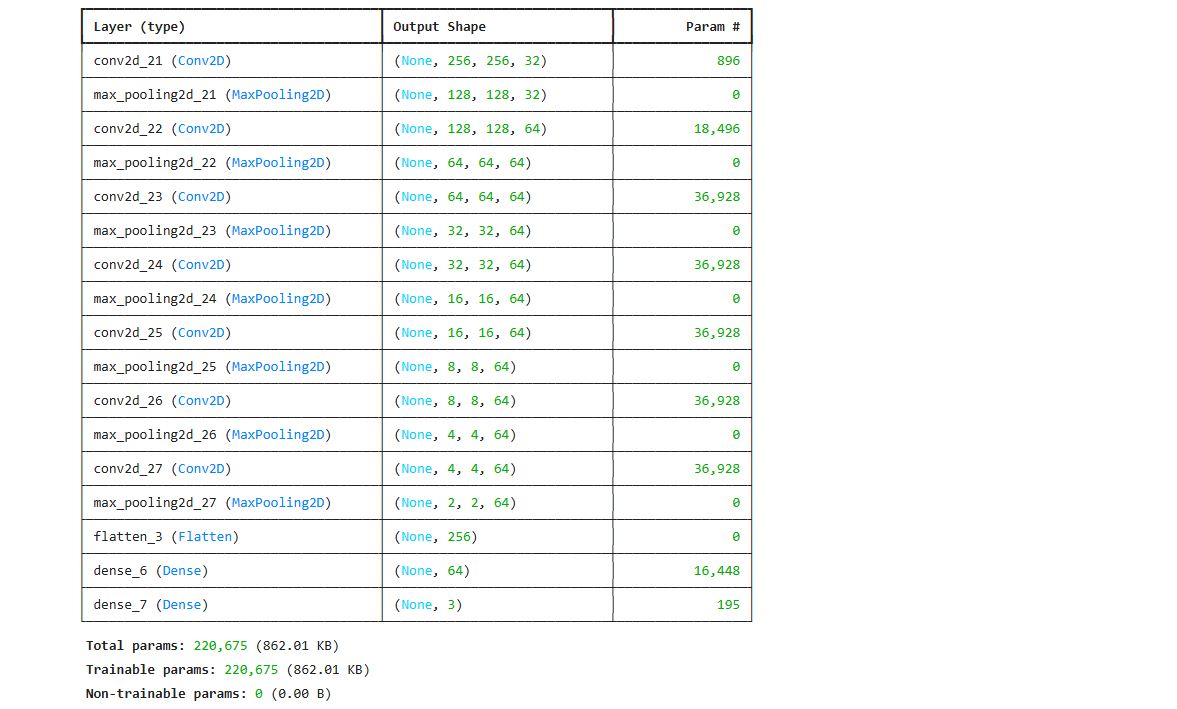 Layer (type) Output Shape Param #
conv2d_21 (Conv2D) (None, 256, 256, 32) 896
max_pooling2d_21 (MaxPooling2D) (None, 128, 128, 32) 0
conv2d_22 (Conv2D) (None, 128, 128, 64) 18,496
max_pooling2d_22 (MaxPooling2D) (None, 64, 64, 64) 0
conv2d_23 (Conv2D) (None, 64, 64, 64) 36,928
max_pooling2d_23 (MaxPooling2D) (None, 32, 32, 64) 0
conv2d_24 (Conv2D) (None, 32, 32, 64) 36,928
max_pooling2d_24 (MaxPooling2D) (None, 16, 16, 64) 0
conv2d_25 (Conv2D) (None, 16, 16, 64) 36,928
max_pooling2d_25 (MaxPooling2D) (None, 8, 8, 64) 0
conv2d_26 (Conv2D) (None, 8, 8, 64) 36,928
max_pooling2d_26 (MaxPooling2D) (None, 4, 4, 64) 0
conv2d_27 (Conv2D) (None, 4, 4, 64) 36,928
max_pooling2d_27 (MaxPooling2D) (None, 2, 2, 64) 0
flatten_3 (Flatten) (None, 256) 0
dense_6 (Dense) (None, 64) 16,448
dense_7 (Dense) (None, 3) 195
Total params: 220,675 (862.01 KB)
Trainable params: 220,675 (862.01 KB)
Non-trainable params: 0 (0.00 B)